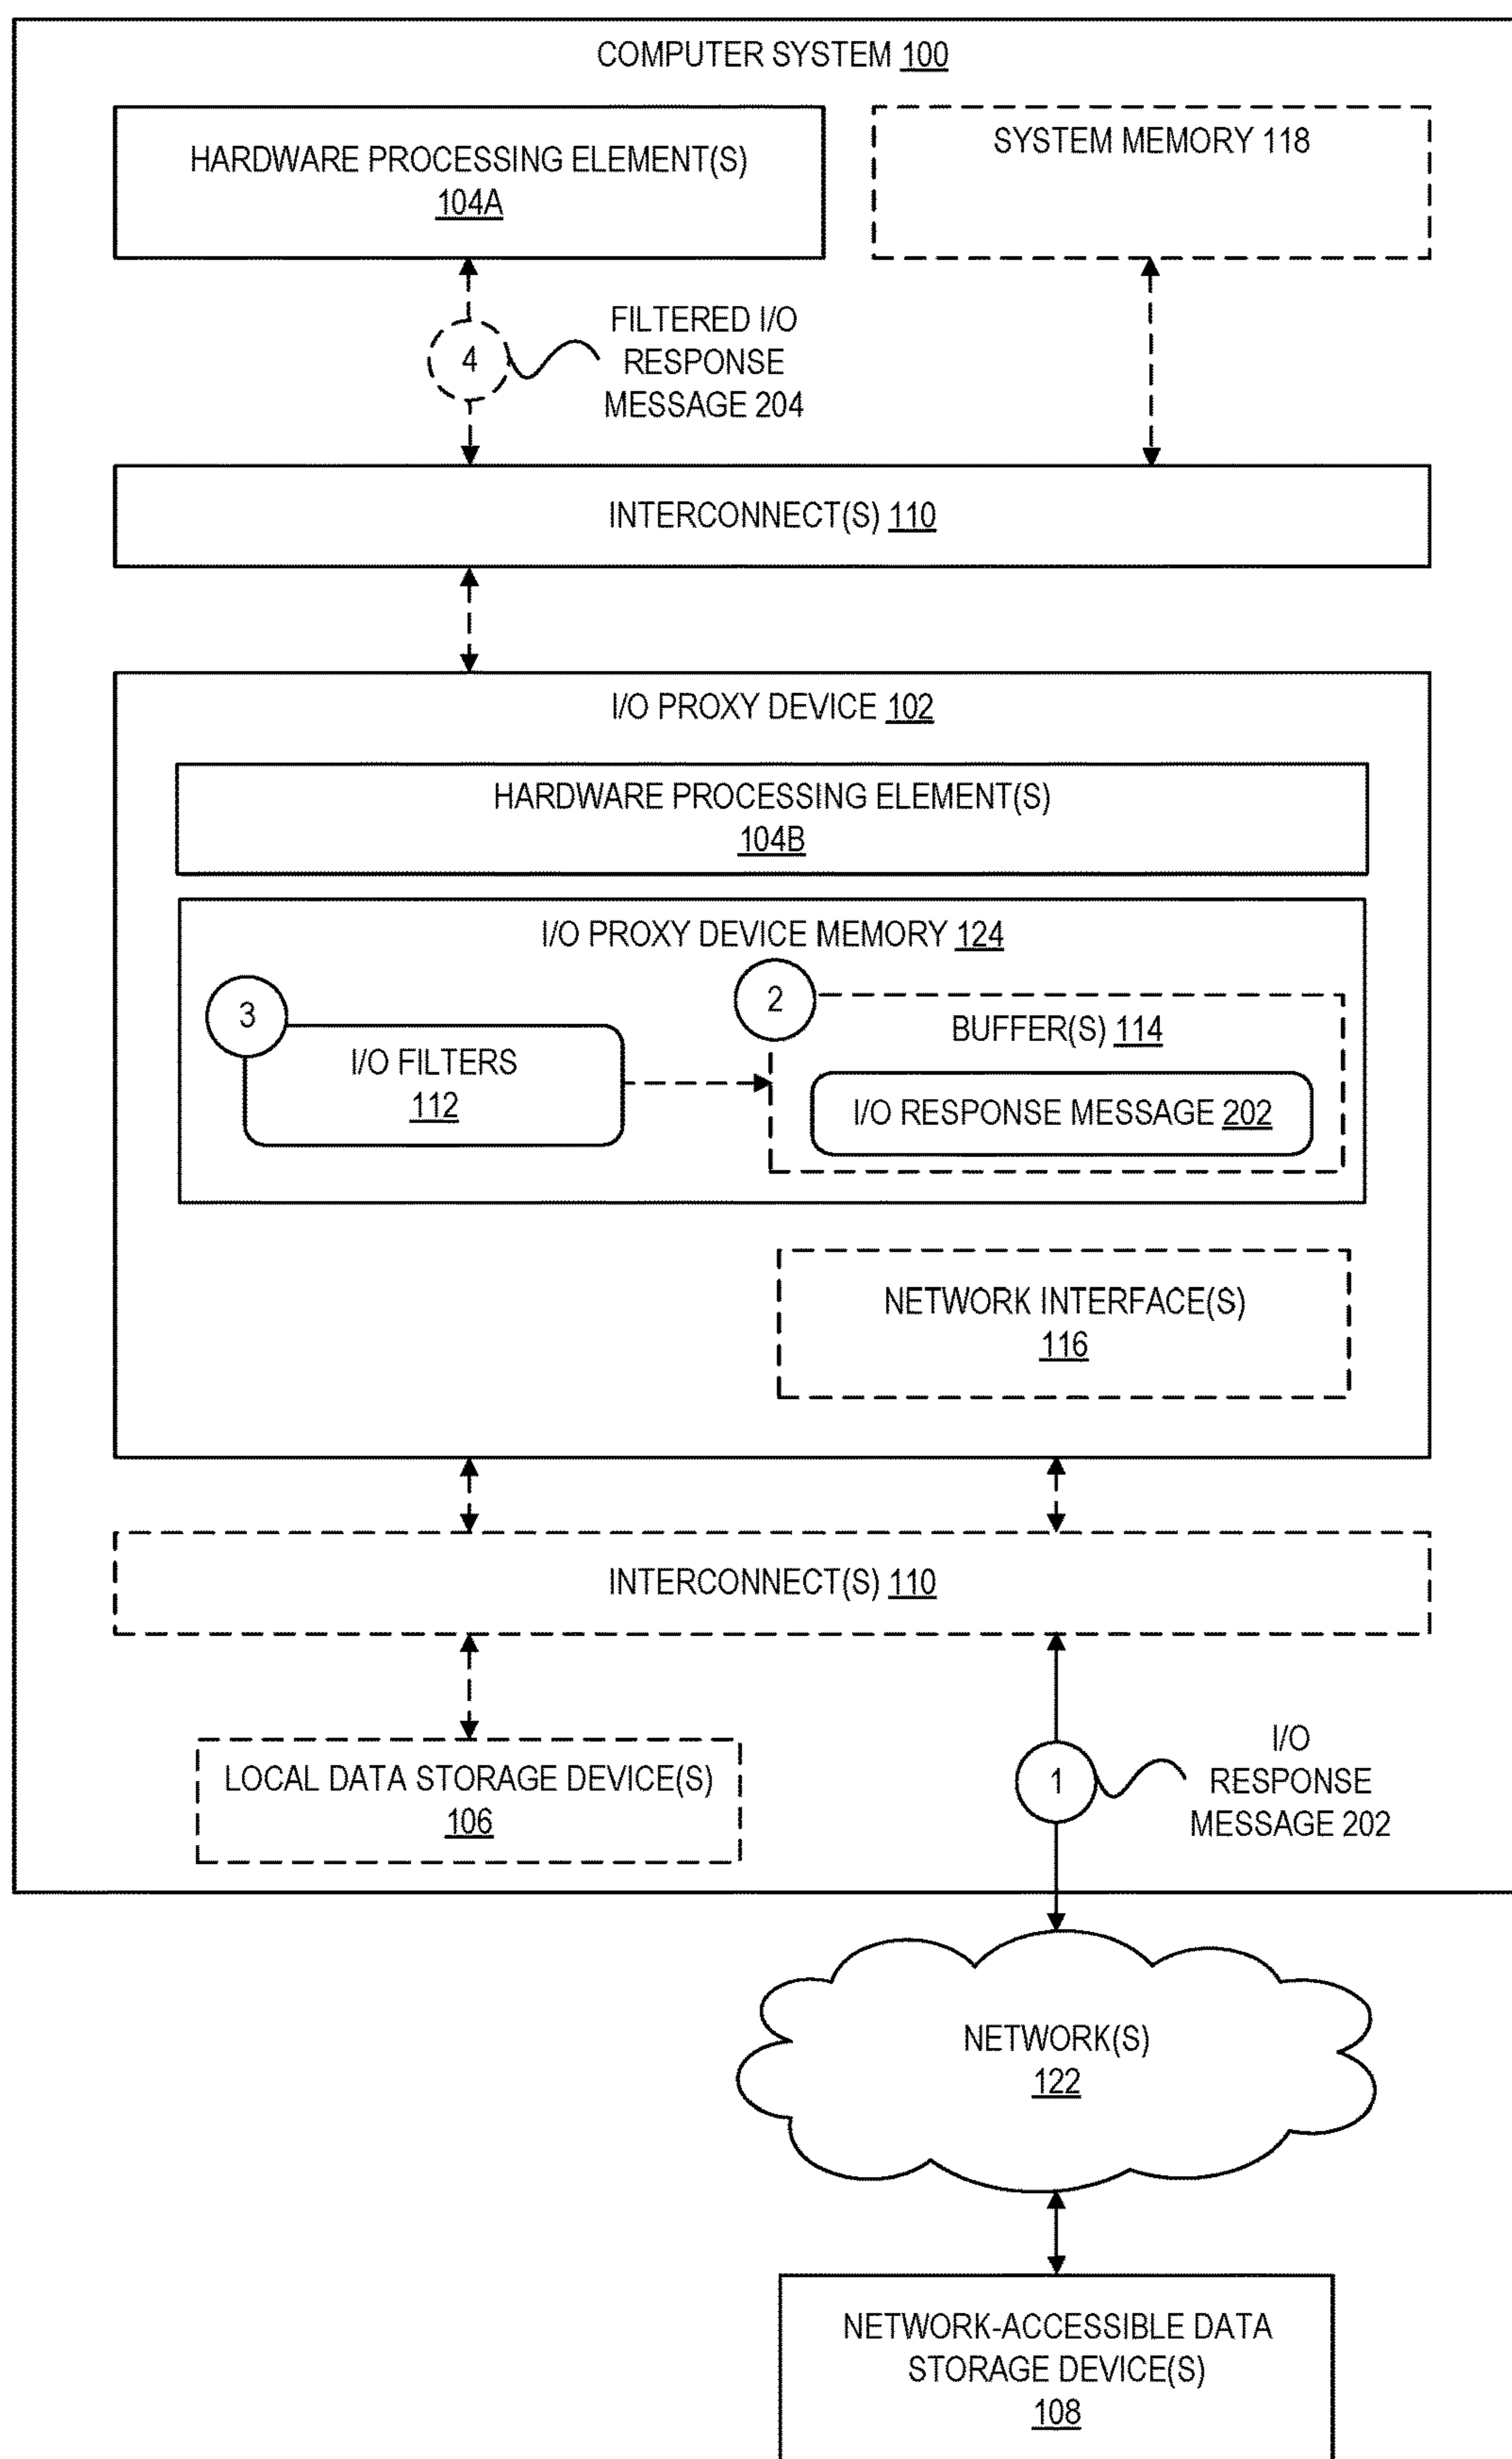 COMPUTER SYSTEM 100
HARDWARE PROCESSING ELEMENT(S)
104A
SYSTEM MEMORY 118
4
FILTERED I/O
RESPONSE
MESSAGE 204
INTERCONNECT(S) 110
I/O PROXY DEVICE 102
HARDWARE PROCESSING ELEMENT(S)
104B
I/O PROXY DEVICE MEMORY 124
3
I/O FILTERS
112
2
BUFFER(S) 114
I/O RESPONSE MESSAGE 202
NETWORK INTERFACE(S)
116
INTERCONNECT(S) 110
LOCAL DATA STORAGE DEVICE(S)
106
1
I/O
RESPONSE
MESSAGE 202
NETWORK(S)
122
NETWORK-ACCESSIBLE DATA
STORAGE DEVICE(S)
108